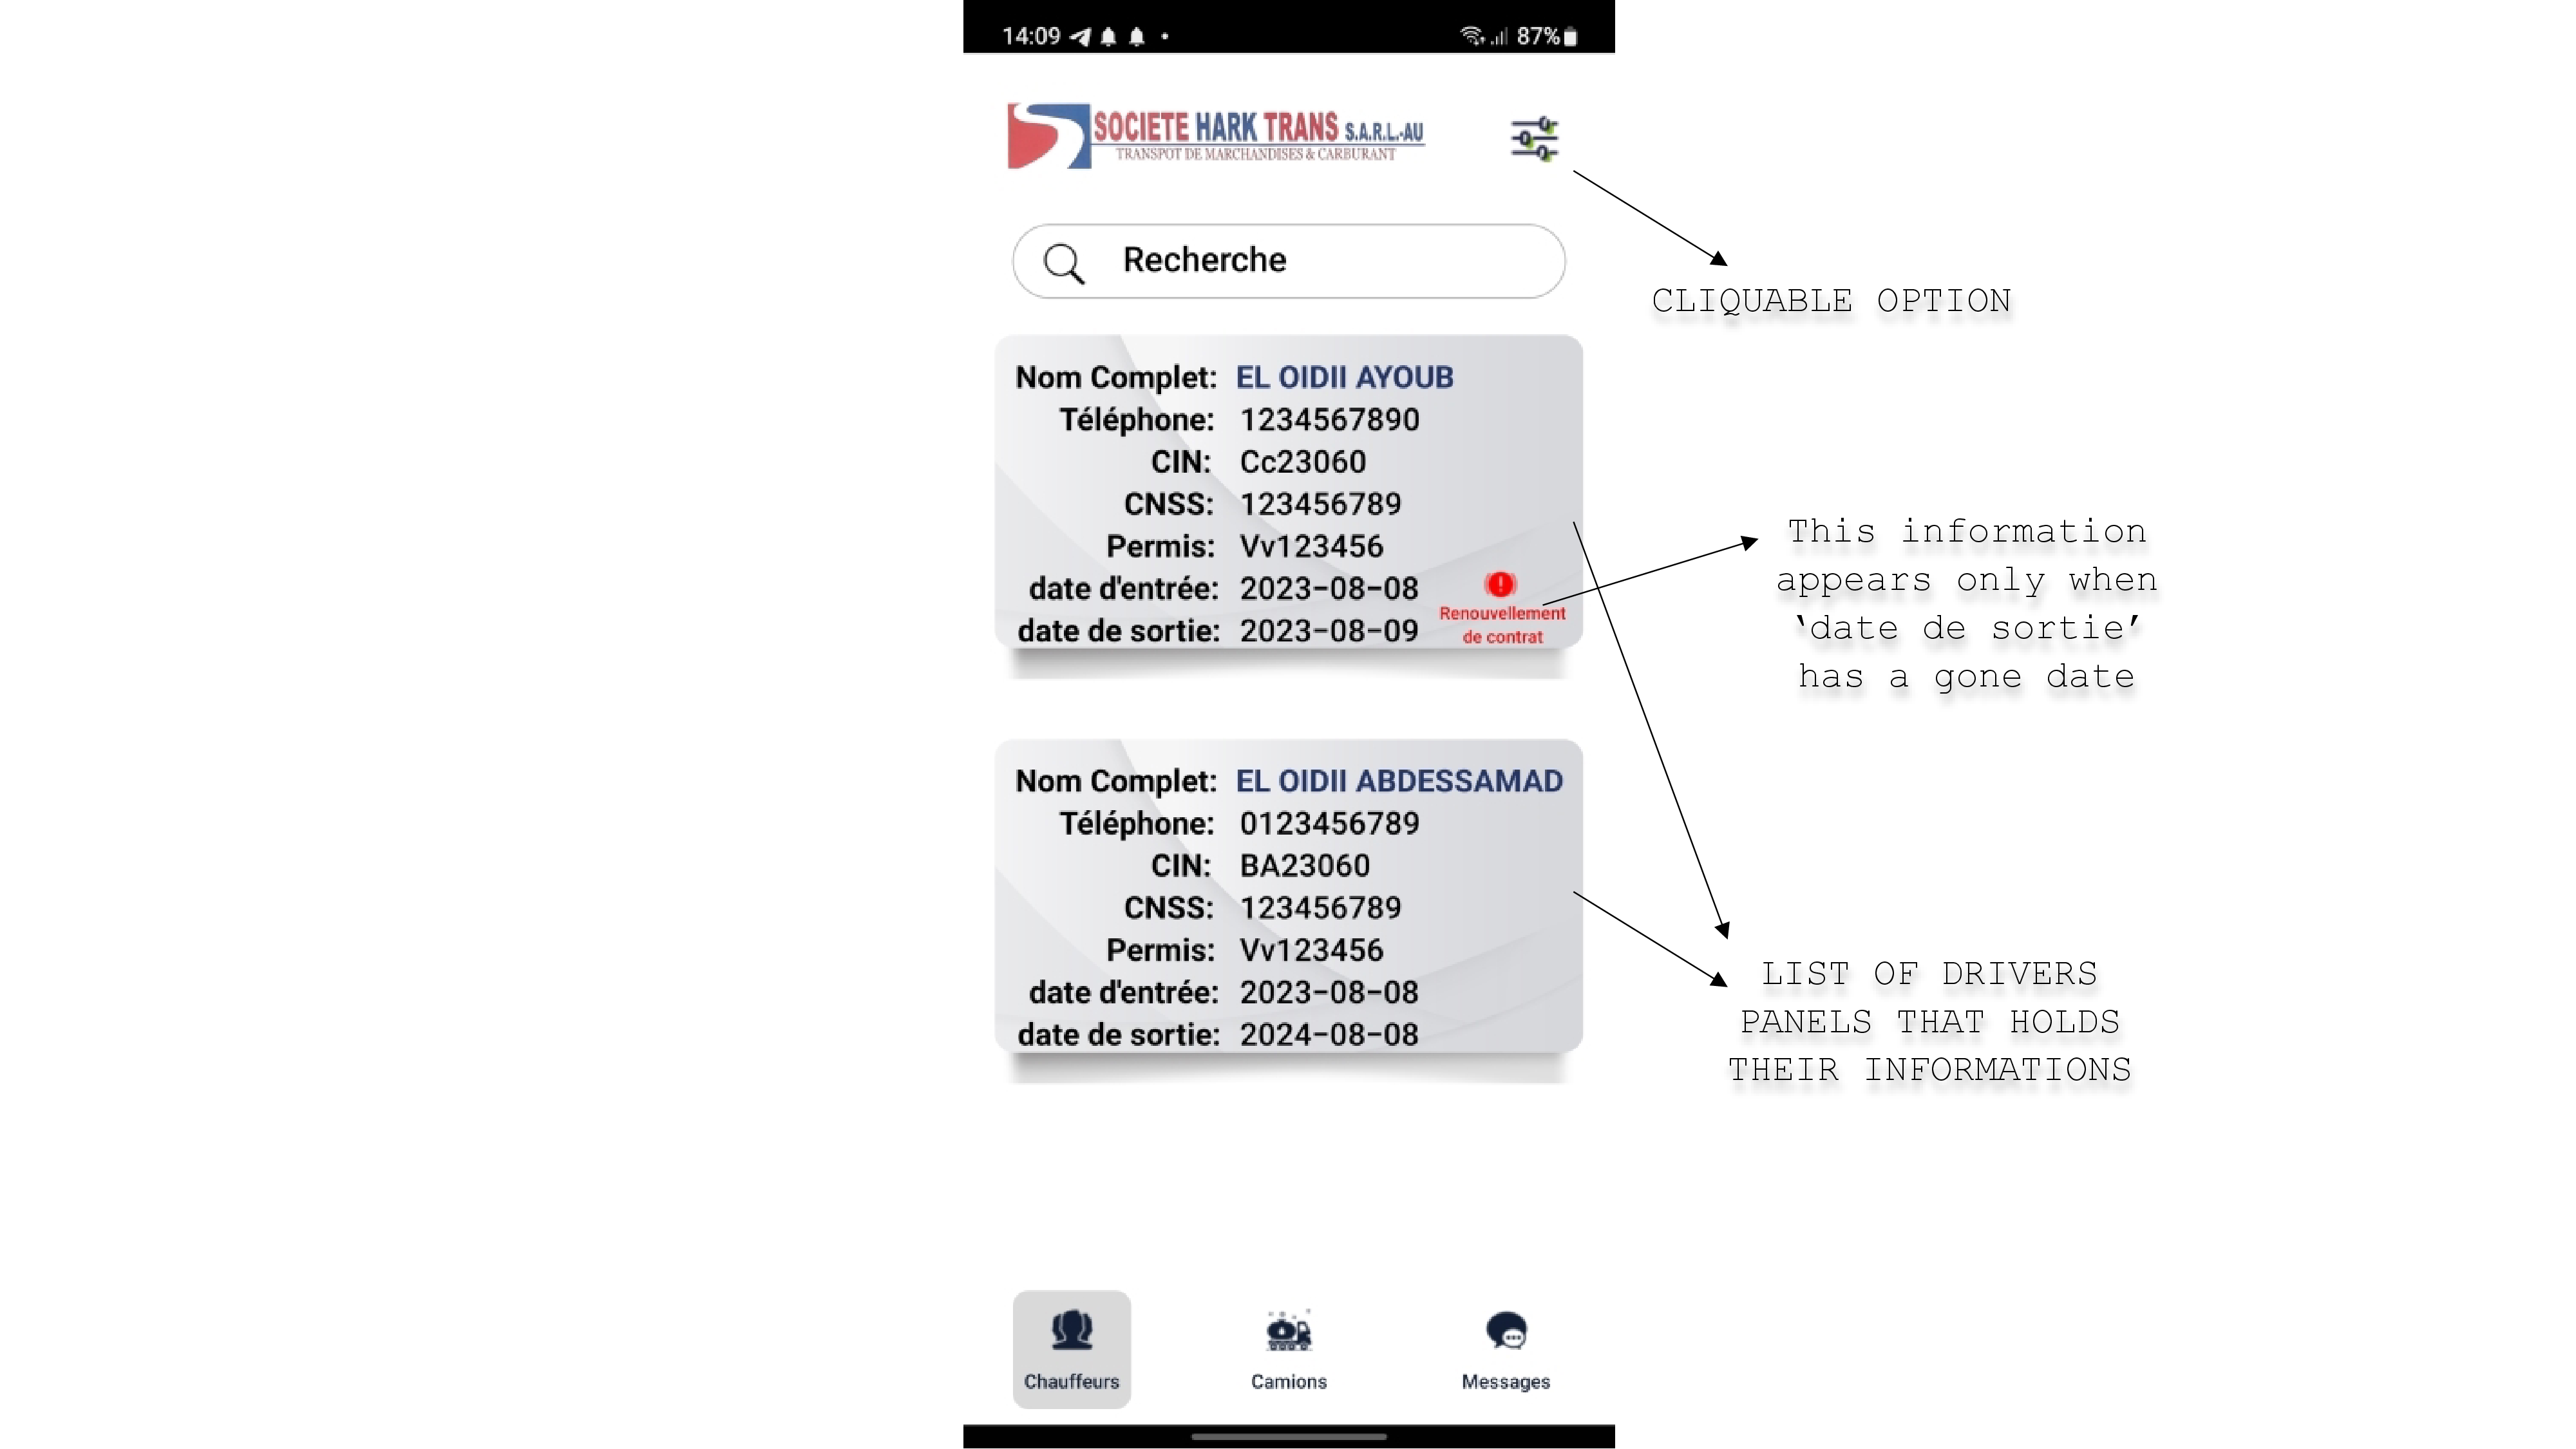 14:09
87%
SOCIETE HARK TRANS S.A.R.L.-AU
TRANSPOT DE MARCHANDISES & CARBURANT
Recherche
CLIQUABLE OPTION
Nom Complet: EL OIDII AYOUB
Téléphone: 1234567890
CIN: Cc23060
CNSS: 123456789
Permis: Vv123456
date d'entrée: 2023-08-08
date de sortie: 2023-08-09
Renouvellement
de contrat
This information
appears only when
‘date de sortie’
has a gone date
Nom Complet: EL OIDII ABDESSAMAD
Téléphone: 0123456789
CIN: BA23060
CNSS: 123456789
Permis: Vv123456
date d'entrée: 2023-08-08
date de sortie: 2024-08-08
LIST OF DRIVERS
PANELS THAT HOLDS
THEIR INFORMATIONS
Chauffeurs
Camions
Messages